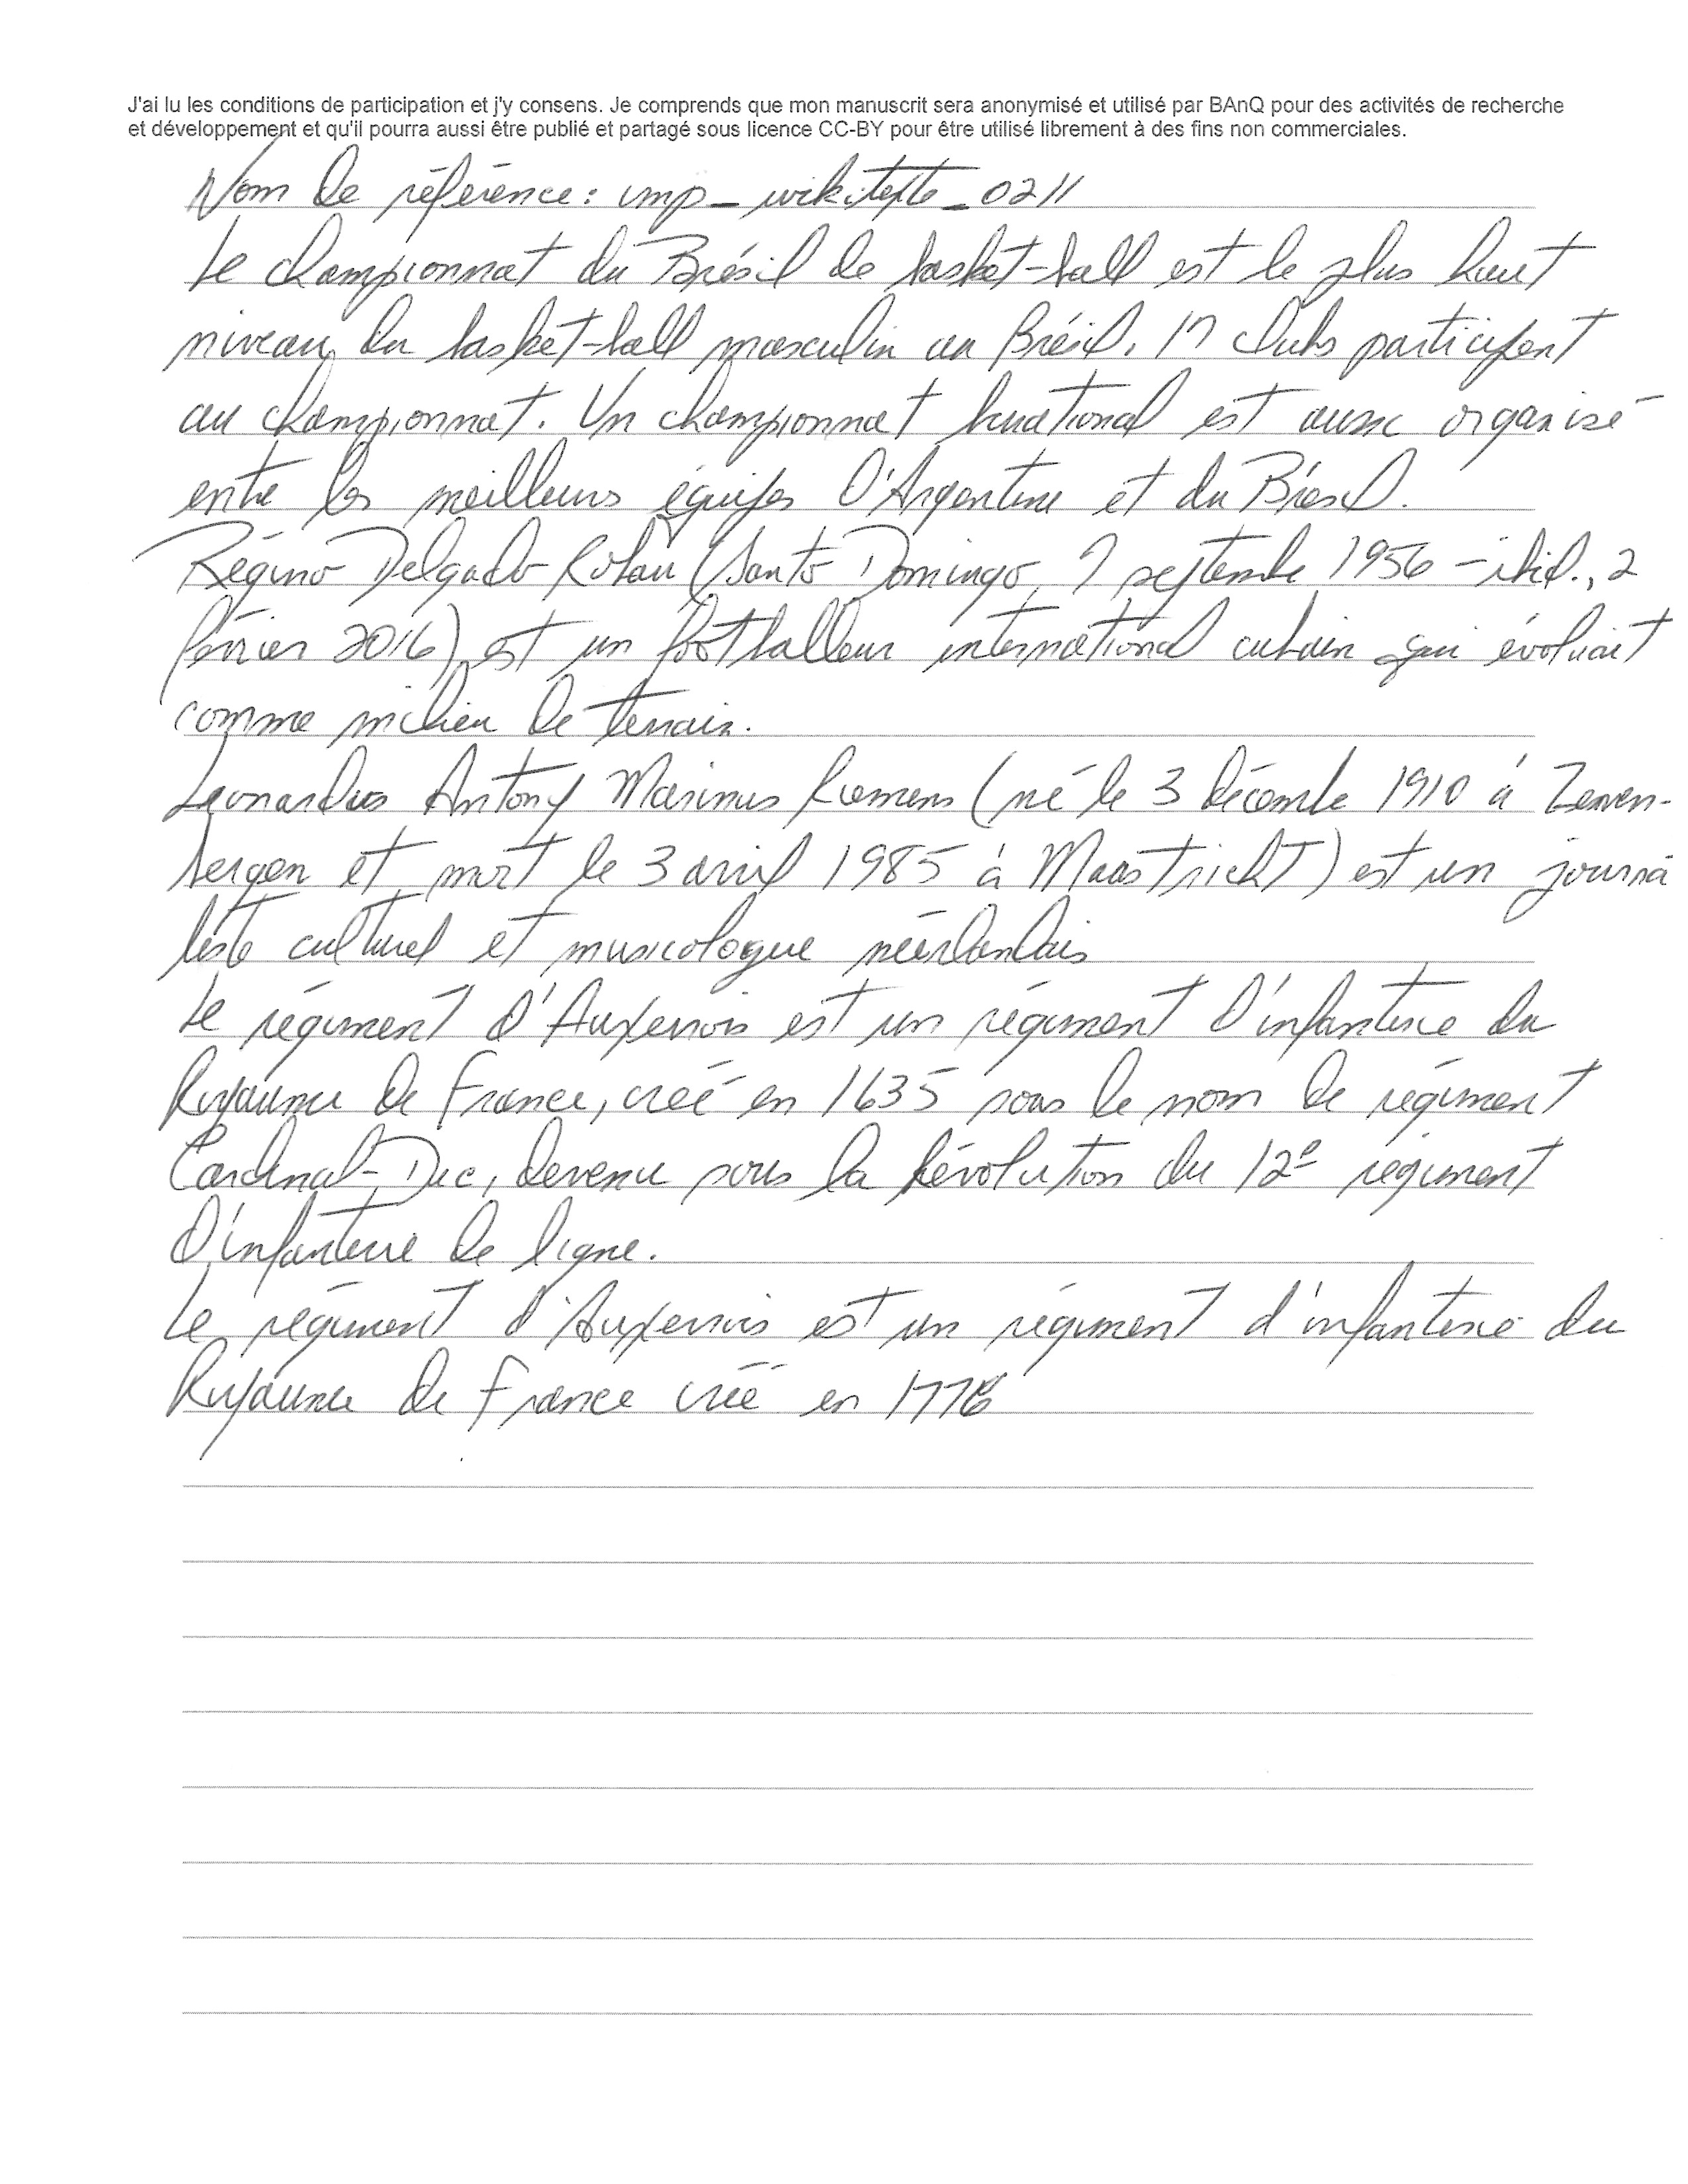 J'ai lu les conditions de participation et j'y consens. Je comprends que mon manuscrit sera anonymisé et utilisé par BAnQ pour des activités de recherche
et développement et qu'il pourra aussi être publié et partagé sous licence CC-BY pour être utilisé librement à des fins non commerciales.
Nom de référence: imp_wikitexte_0211
Le championnat du Brésil de basket-ball est le plus haut
niveau du basket-ball masculin au Brésil. 17 clubs participent
au championnat. Un championnat binational est aussi organisé
entre les meilleurs équipes d'Argentine et du Brésil.
Régino Delgado Robau (Santo Domingo, 7 septembre 1956 - ibid., 2
février 2016) est un footballeur international cubain qui évoluait
comme milieu de terrain.
Leonardus Antony Marinus Riemens (né le 3 décembre 1910 à Zeven-
bergen et mort le 3 avril 1985 à Maastricht) est un journa
liste culturel et musicologue néerlandais
Le régiment d'Auxerrois est un régiment d'infanterie du
Royaume de France, créé en 1635 sous le nom de régiment
Cardinal-Duc, devenu sous la Révolution du 12e régiment
d'infanterie de ligne.
Le régiment d'Auxerrois est un régiment d'infanterie du
Royaume de France créé en